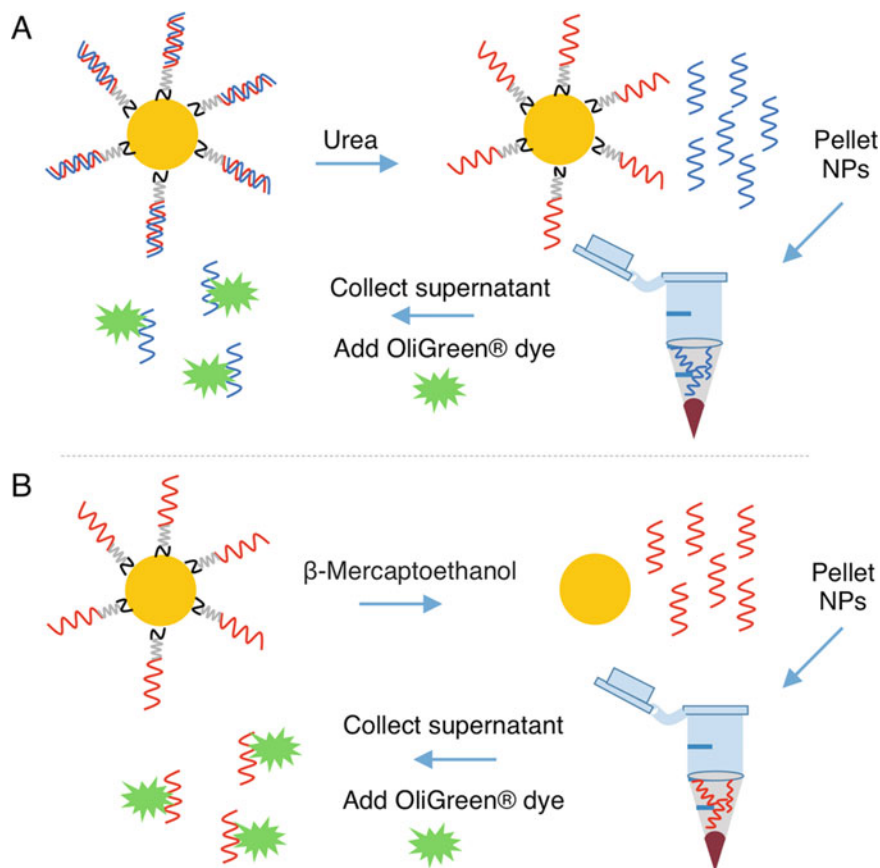 A
Urea
Pellet
NPs
Collect supernatant
Add OliGreen® dye
B
β-Mercaptoethanol
Pellet
NPs
Collect supernatant
Add OliGreen® dye